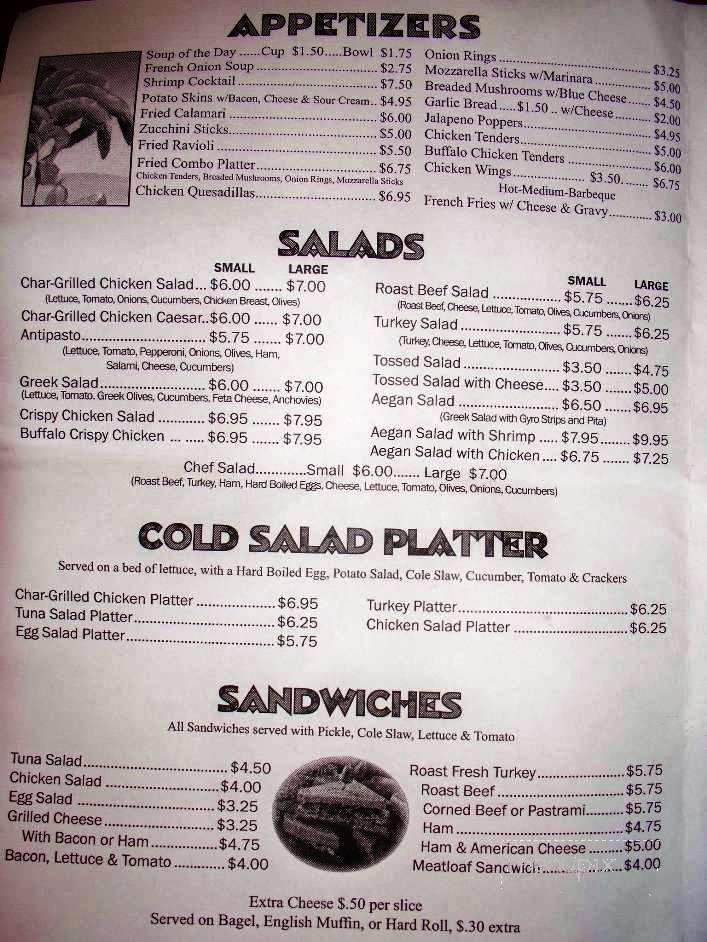 APPETIZERS
Soup of the Day ......Cup $1.50.....Bowl $1.75
French Onion Soup ........ $2.75
Shrimp Cocktail ........ $7.50
Potato Skins w/Bacon, Cheese & Sour Cream.. $4.95
Fried Calamari ........ $6.00
Zucchini Sticks........ $5.00
Fried Ravioli ........ $5.50
Fried Combo Platter........ $6.75
Chicken Tenders, Breaded Mushrooms, Onion Rings, Mozzarella Sticks
Chicken Quesadillas........ $6.95
Onion Rings ........ $3.25
Mozzarella Sticks w/Marinara ........ $5.00
Breaded Mushrooms w/Blue Cheese...... $4.50
Garlic Bread ..... $1.50 .. w/Cheese...... $2.00
Jalapeno Poppers........ $4.95
Chicken Tenders........ $5.00
Buffalo Chicken Tenders ........ $6.00
Chicken Wings........ $3.50........ $6.75
Hot-Medium-Barbeque
French Fries w/ Cheese & Gravy............ $3.00
SALADS
SMALL LARGE
Char-Grilled Chicken Salad... $6.00 ....... $7.00
(Lettuce, Tomato, Onions, Cucumbers, Chicken Breast, Olives)
Char-Grilled Chicken Caesar.. $6.00 ...... $7.00
Antipasto........ $5.75 ....... $7.00
(Lettuce, Tomato, Pepperoni, Onions, Olives, Ham,
Salami, Cheese, Cucumbers)
Greek Salad........ $6.00 ....... $7.00
(Lettuce, Tomato. Greek Olives, Cucumbers, Feta Cheese, Anchovies)
Crispy Chicken Salad ........... $6.95 ....... $7.95
Buffalo Crispy Chicken ... ..... $6.95 ....... $7.95
SMALL LARGE
Roast Beef Salad ........ $5.75 ....... $6.25
(Roast Beef, Cheese, Lettuce, Tomato, Olives, Cucumbers, Onions)
Turkey Salad ........ $5.75 ....... $6.25
(Turkey, Cheese, Lettuce, Tomato, Olives, Cucumbers, Onions)
Tossed Salad ........ $3.50 ....... $4.75
Tossed Salad with Cheese.... $3.50 ....... $5.00
Aegan Salad ........ $6.50 ....... $6.95
(Greek Salad with Gyro Strips and Pita)
Aegan Salad with Shrimp ..... $7.95........ $9.95
Aegan Salad with Chicken .... $6.75 ....... $7.25
Chef Salad.............Small $6.00....... Large $7.00
(Roast Beef, Turkey, Ham, Hard Boiled Eggs, Cheese, Lettuce, Tomato, Olives, Onions, Cucumbers)
COLD SALAD PLATTER
Served on a bed of lettuce, with a Hard Boiled Egg, Potato Salad, Cole Slaw, Cucumber, Tomato & Crackers
Char-Grilled Chicken Platter ........ $6.95
Tuna Salad Platter........ $6.25
Egg Salad Platter........ $5.75
Turkey Platter........ $6.25
Chicken Salad Platter ........ $6.25
SANDWICHES
All Sandwiches served with Pickle, Cole Slaw, Lettuce & Tomato
Tuna Salad........ $4.50
Chicken Salad ........ $4.00
Egg Salad ........ $3.25
Grilled Cheese........ $3.25
With Bacon or Ham........ $4.75
Bacon, Lettuce & Tomato ........ $4.00
Roast Fresh Turkey........ $5.75
Roast Beef ........ $5.75
Corned Beef or Pastrami........ $5.75
Ham ........ $4.75
Ham & American Cheese ........ $5.00
Meatloaf Sandwich........ $4.00
Extra Cheese $.50 per slice
Served on Bagel, English Muffin, or Hard Roll, $.30 extra